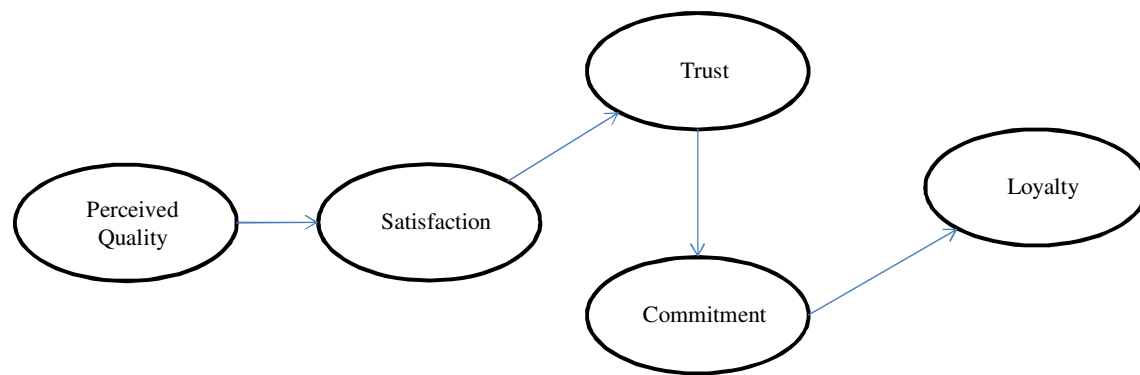 Perceived
Quality
Satisfaction
Trust
Commitment
Loyalty